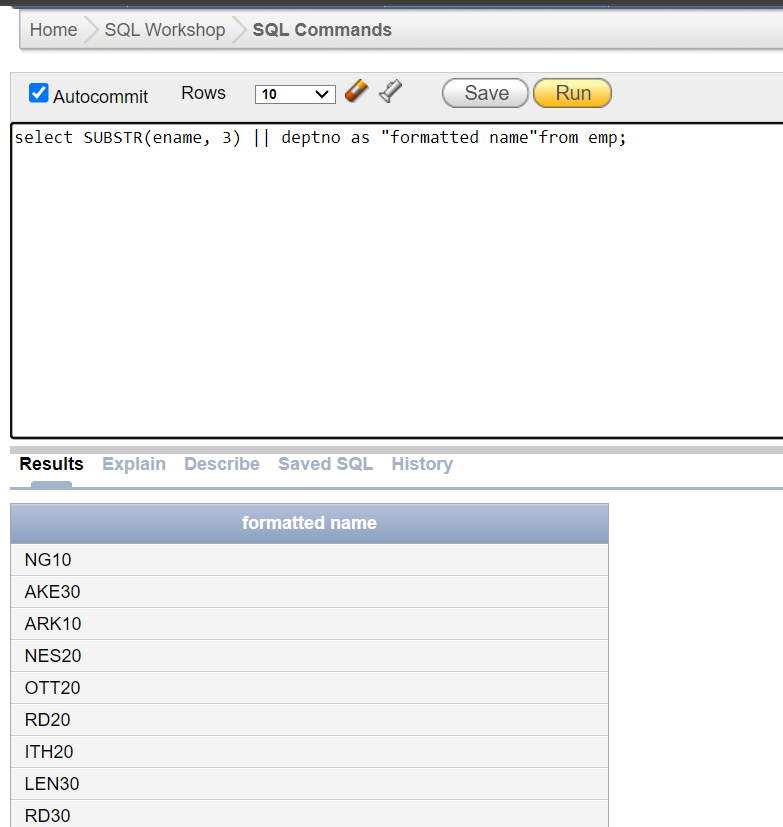 Home SQL Workshop SQL Commands
Autocommit Rows 10 Save Run
select SUBSTR(ename, 3) || deptno as "formatted name"from emp;
Results Explain Describe Saved SQL History
formatted name
NG10
AKE30
ARK10
NES20
OTT20
RD20
ITH20
LEN30
RD30